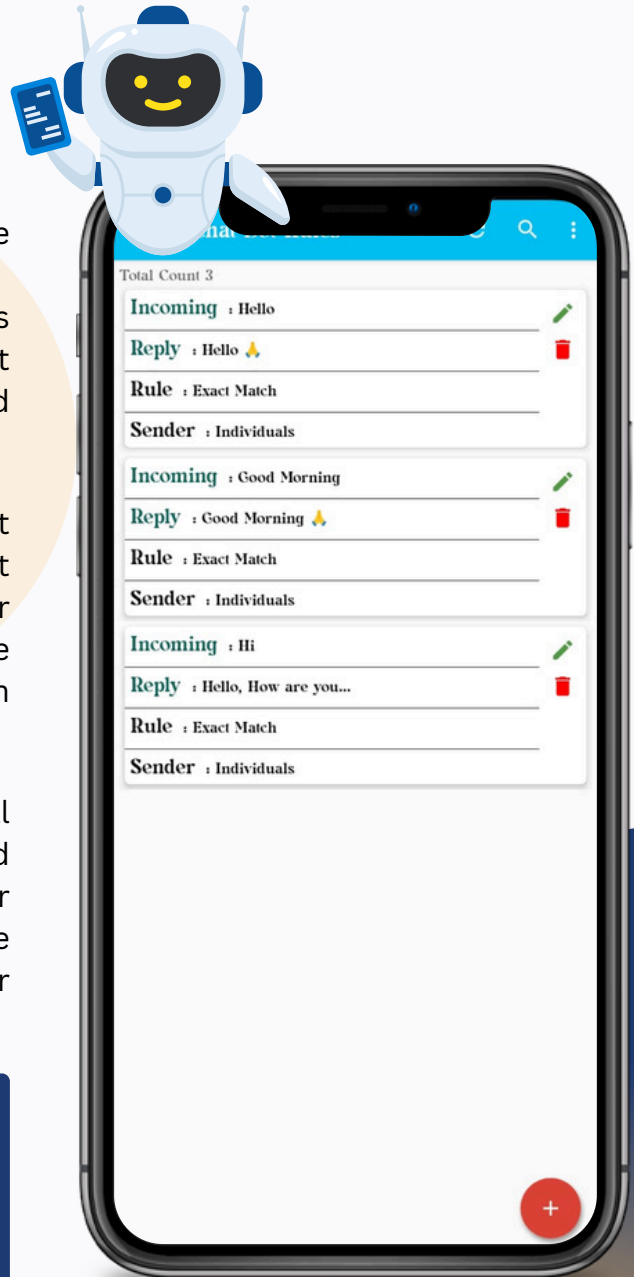 Total Count 3
Incoming : Hello
Reply : Hello 🙏
Rule : Exact Match
Sender : Individuals
Incoming : Good Morning
Reply : Good Morning 🙏
Rule : Exact Match
Sender : Individuals
Incoming : Hi
Reply : Hello, How are you...
Rule : Exact Match
Sender : Individuals